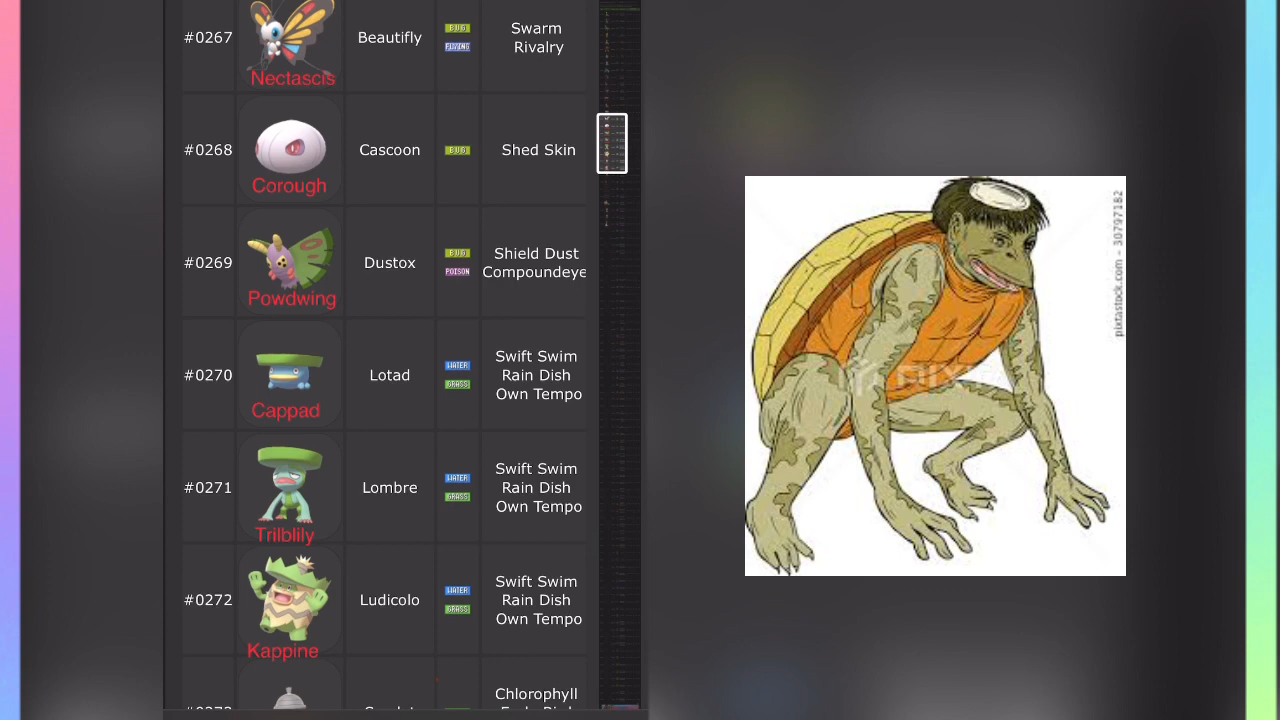 #0267 Beautifly BUG FLYING Swarm Rivalry
Nectascis
#0268 Cascoon BUG Shed Skin
Corough
#0269 Dustox BUG POISON Shield Dust Compoundeye
Powdwing
#0270 Lotad WATER GRASS Swift Swim Rain Dish Own Tempo
Cappad
#0271 Lombre WATER GRASS Swift Swim Rain Dish Own Tempo
Trilblily
#0272 Ludicolo WATER GRASS Swift Swim Rain Dish Own Tempo
Kappine
Chlorophyll
pixtastock.com - 30797182